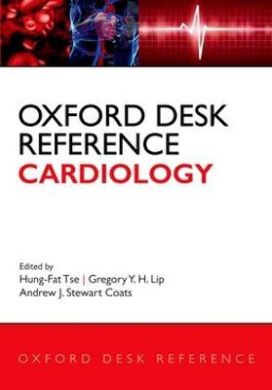 OXFORD DESK
REFERENCE
CARDIOLOGY
Edited by
Hung-Fat Tse | Gregory Y. H. Lip
Andrew J. Stewart Coats
OXFORD DESK REFERENCE